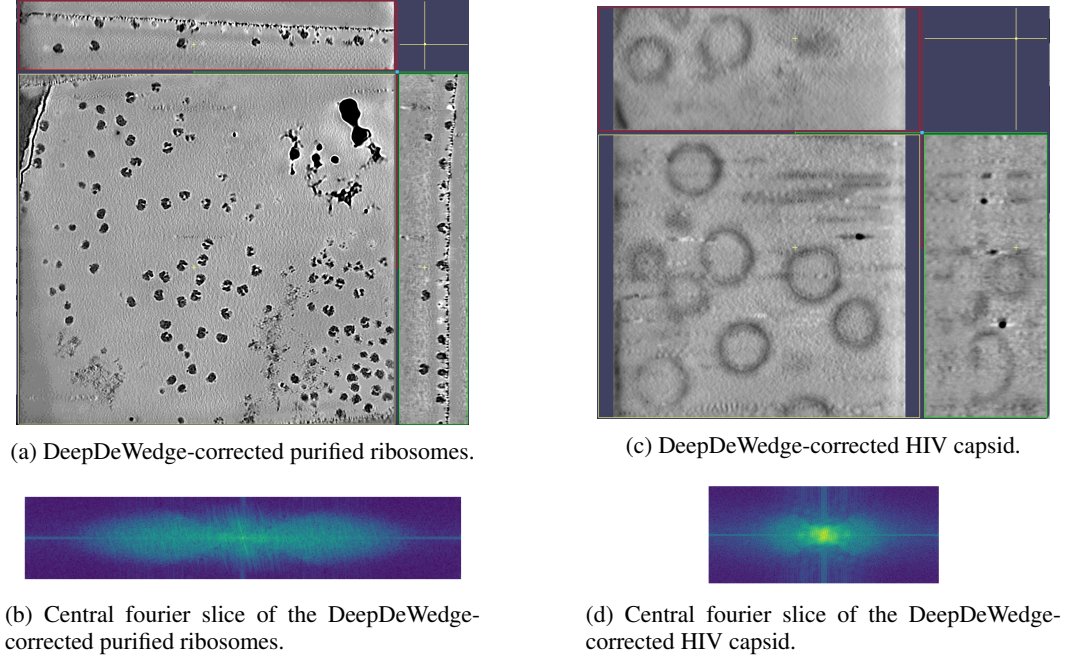 (a) DeepDeWedge-corrected purified ribosomes.
(c) DeepDeWedge-corrected HIV capsid.
(b) Central fourier slice of the DeepDeWedge-
corrected purified ribosomes.
(d) Central fourier slice of the DeepDeWedge-
corrected HIV capsid.